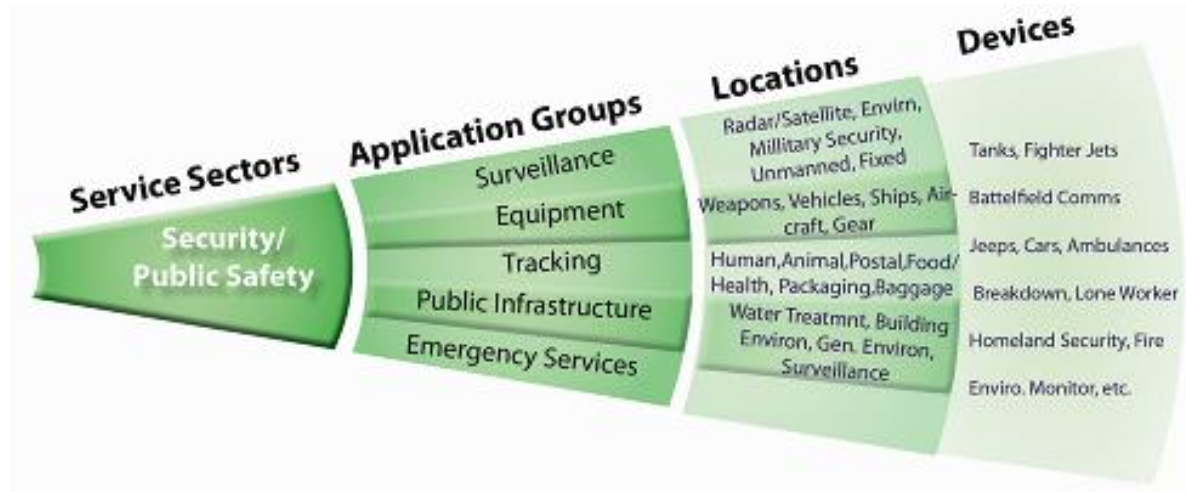 Service Sectors
Security/
Public Safety
Application Groups
Surveillance
Equipment
Tracking
Public Infrastructure
Emergency Services
Locations
Radar/Satellite, Envirn,
Millitary Security,
Unmanned, Fixed
Weapons, Vehicles, Ships, Air-
craft, Gear
Human,Animal,Postal,Food/
Health, Packaging,Baggage
Water Treatmnt, Building
Environ, Gen. Environ,
Surveillance
Devices
Tanks, Fighter Jets
Battelfield Comms
Jeeps, Cars, Ambulances
Breakdown, Lone Worker
Homeland Security, Fire
Enviro. Monitor, etc.